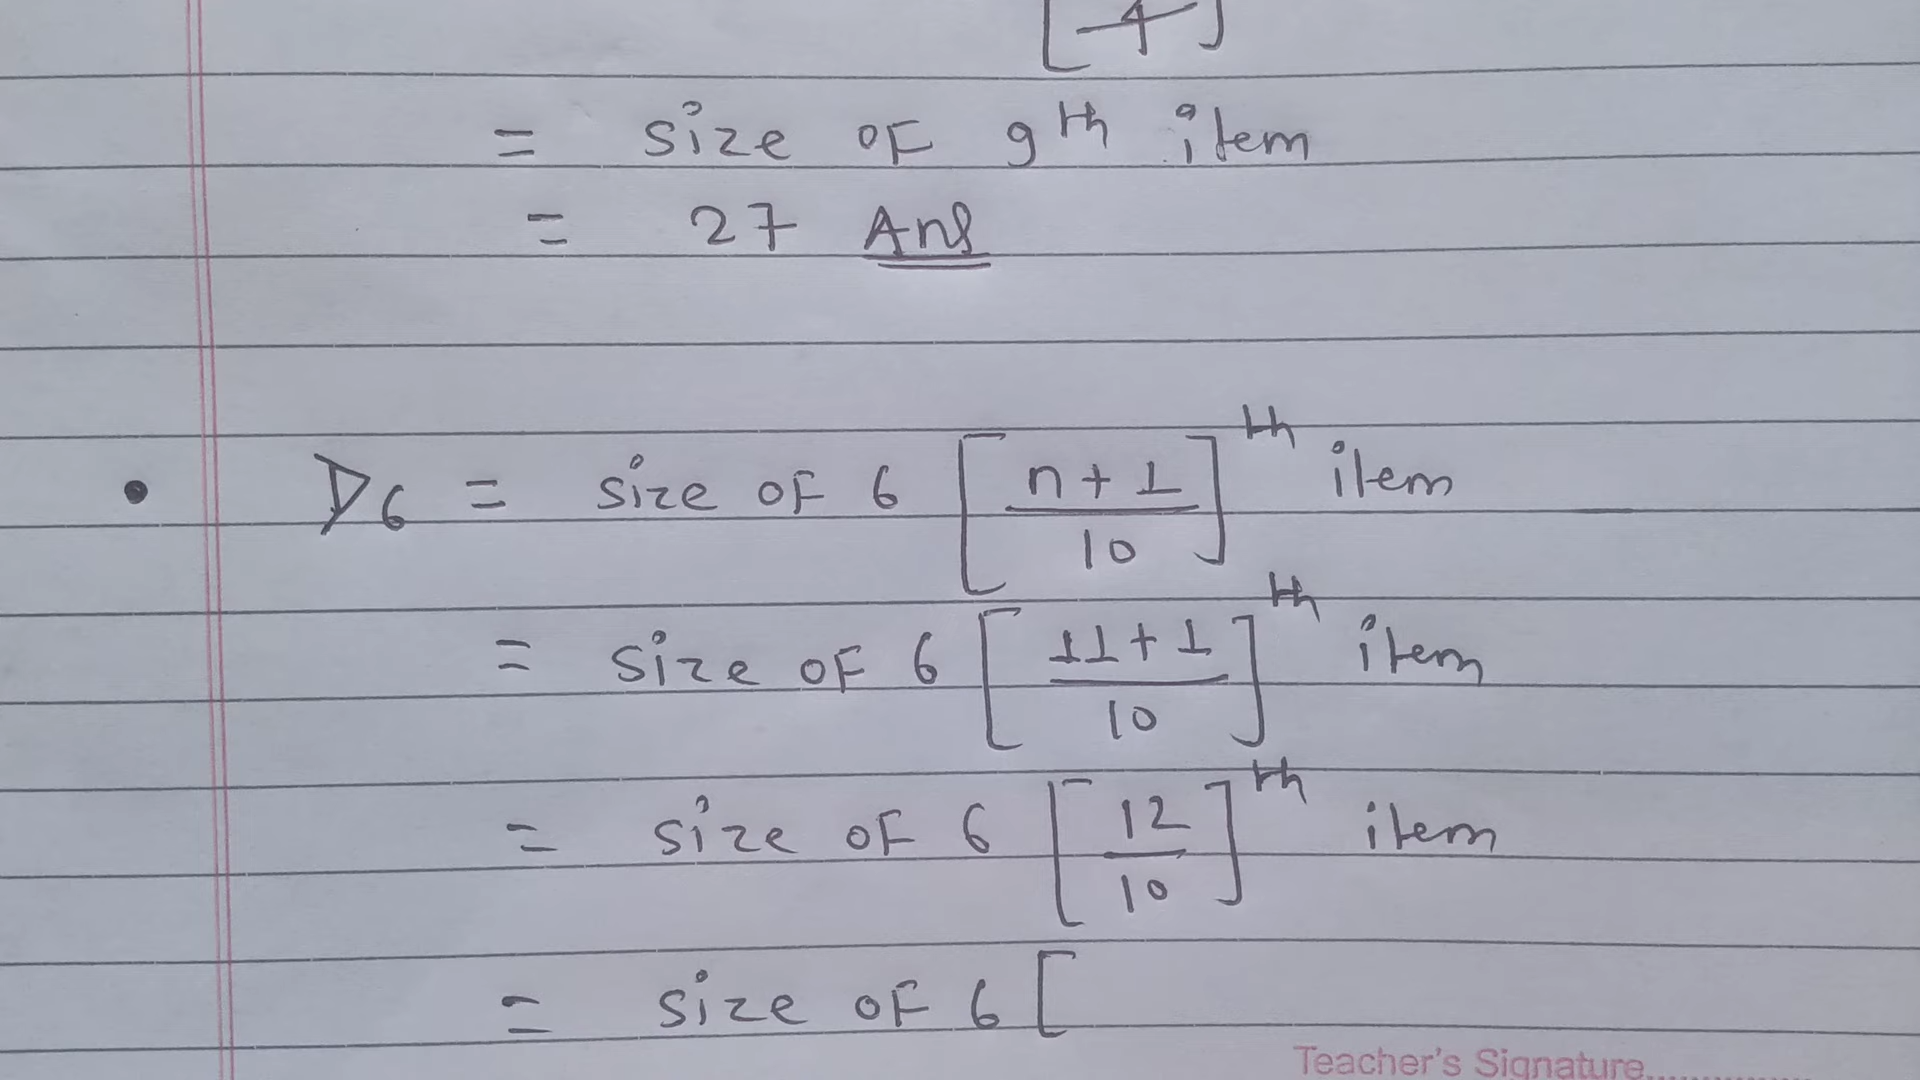 [4]
= size of 9th item
= 27 Ans
• D6 = size of 6 [n+1/10]th item
= size of 6 [11+1/10]th item
= size of 6 [12/10]th item
= size of 6 [
Teacher's Signature..............